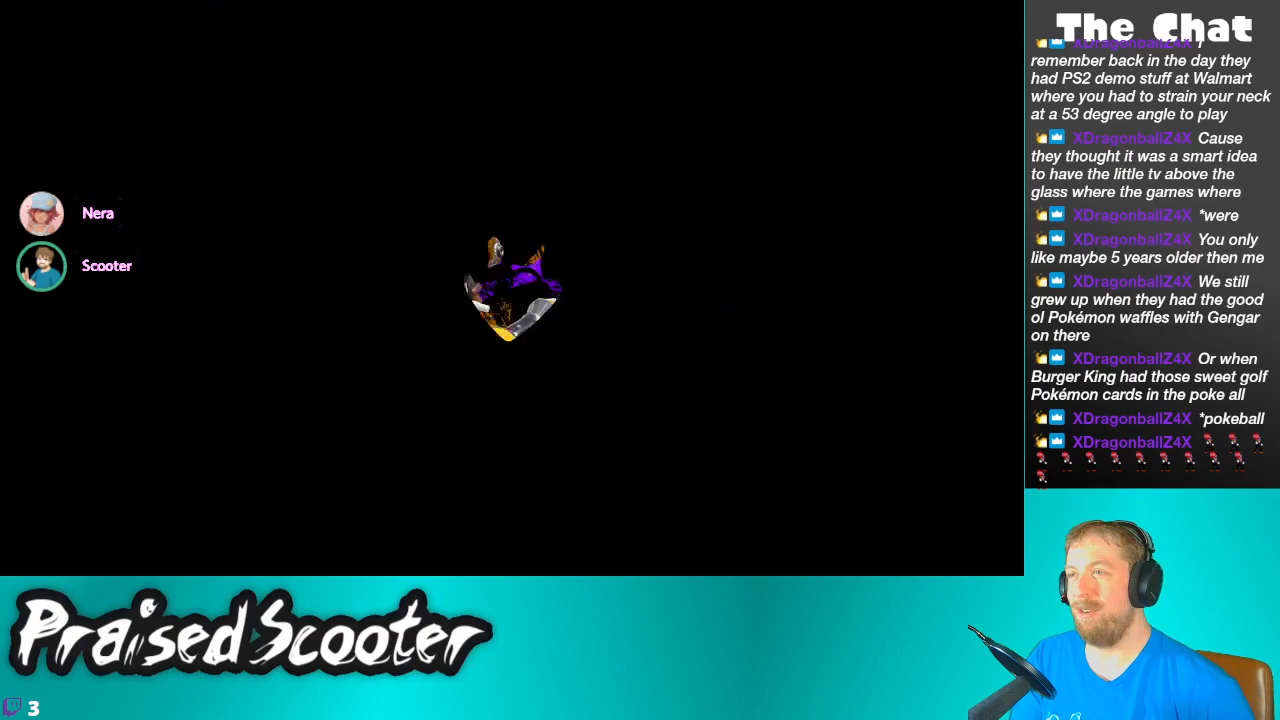 The Chat
XDragonballZ4X I
remember back in the day they
had PS2 demo stuff at Walmart
where you had to strain your neck
at a 53 degree angle to play
XDragonballZ4X Cause
they thought it was a smart idea
to have the little tv above the
glass where the games where
XDragonballZ4X *were
XDragonballZ4X You only
like maybe 5 years older then me
XDragonballZ4X We still
grew up when they had the good
ol Pokémon waffles with Gengar
on there
XDragonballZ4X Or when
Burger King had those sweet golf
Pokémon cards in the poke all
XDragonballZ4X *pokeball
XDragonballZ4X
Nera
Scooter
PraisedScooter
3